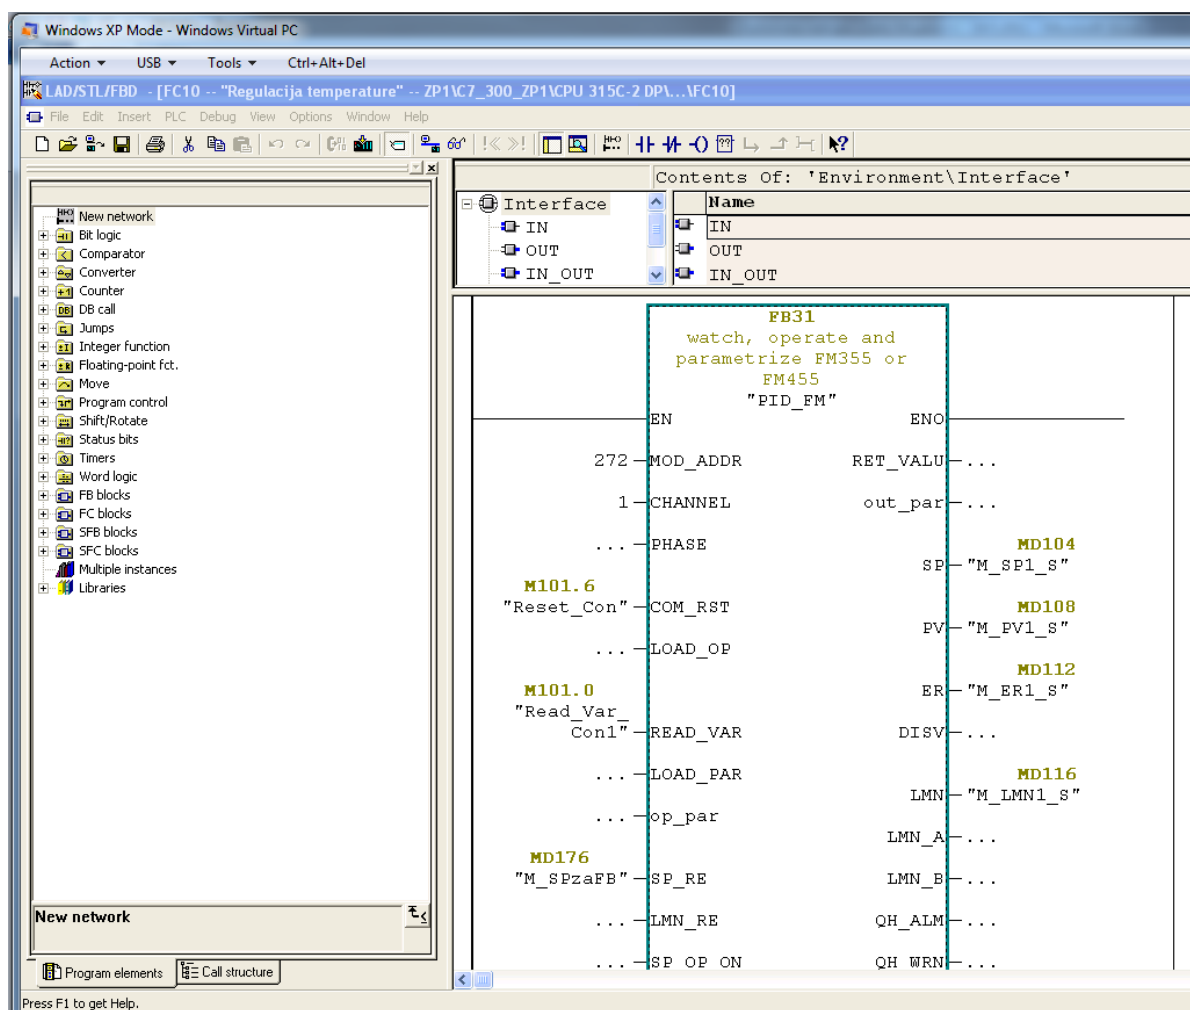 Windows XP Mode - Windows Virtual PC
Action USB Tools Ctrl+Alt+Del
LAD/STL/FBD - [FC10 -- "Regulacija temperature" -- ZP1\C7_300_ZP1\CPU 315C-2 DP\...\FC10]
File Edit Insert PLC Debug View Options Window Help
New network
Bit logic
Comparator
Converter
Counter
DB call
Jumps
Integer function
Floating-point fct.
Move
Program control
Shift/Rotate
Status bits
Timers
Word logic
FB blocks
FC blocks
SFB blocks
SFC blocks
Multiple instances
Libraries
New network
Program elements Call structure
Press F1 to get Help.
Contents Of: 'Environment\Interface'
Interface
IN
OUT
IN_OUT
Name
IN
OUT
IN_OUT
FB31
watch, operate and
parametrize FM355 or
FM455
"PID_FM"
EN ENO
272 MOD_ADDR RET_VALU ...
1 CHANNEL out_par ...
... PHASE
MD104
SP "M_SP1_S"
M101.6
"Reset_Con" COM_RST
MD108
PV "M_PV1_S"
... LOAD_OP
MD112
M101.0
ER "M_ER1_S"
"Read_Var_
Con1" READ_VAR DISV ...
... LOAD_PAR
MD116
LMN "M_LMN1_S"
... op_par
LMN_A ...
MD176
"M_SPzaFB" SP_RE LMN_B ...
... LMN_RE QH_ALM ...
... SP_OP_ON QH_WRN ...